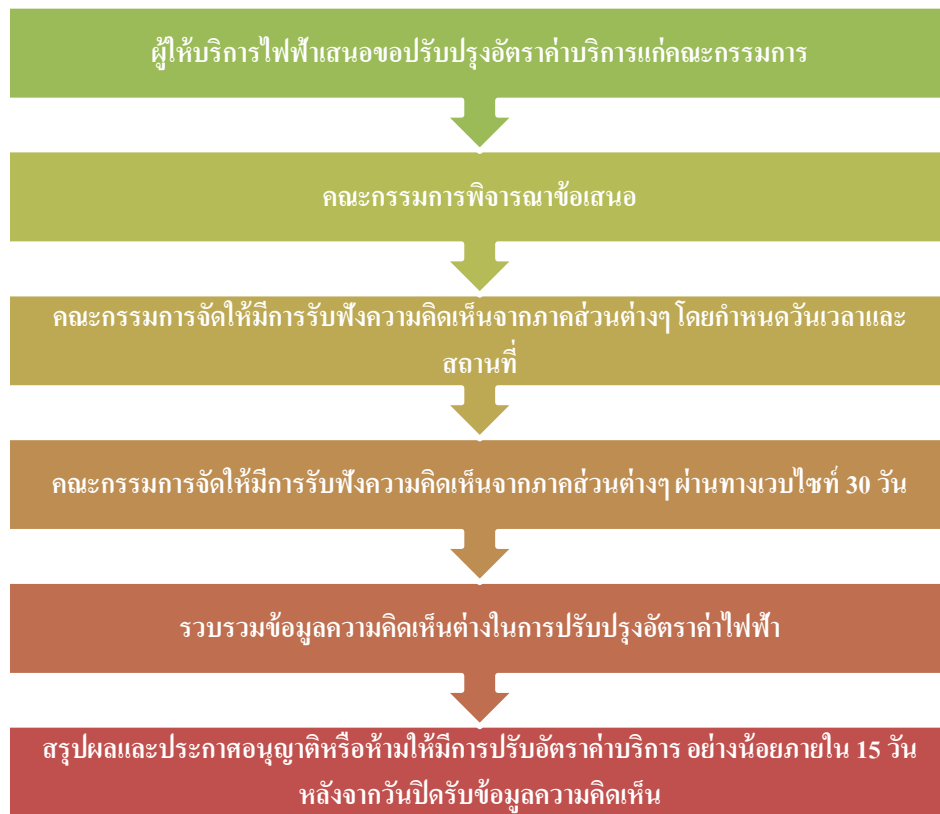 ผู้ให้บริการไฟฟ้าเสนอขอปรับปรุงอัตราค่าบริการแก่คณะกรรมการ
คณะกรรมการพิจารณาข้อเสนอ
คณะกรรมการจัดให้มีการรับฟังความคิดเห็นจากภาคส่วนต่างๆ โดยกำหนดวันเวลาและ
สถานที่
คณะกรรมการจัดให้มีการรับฟังความคิดเห็นจากภาคส่วนต่างๆ ผ่านทางเวบไซท์ 30 วัน
รวบรวมข้อมูลความคิดเห็นต่างในการปรับปรุงอัตราค่าไฟฟ้า
สรุปผลและประกาศอนุญาติหรือห้ามให้มีการปรับอัตราค่าบริการ อย่างน้อยภายใน 15 วัน
หลังจากวันปิดรับข้อมูลความคิดเห็น